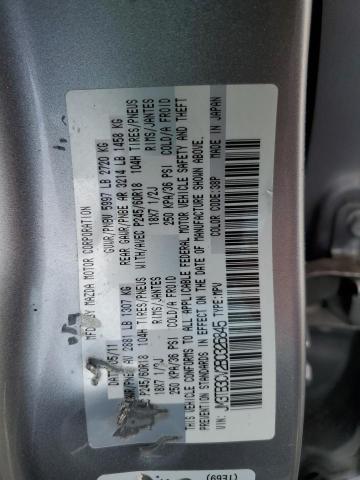 MFD BY MAZDA MOTOR CORPORATION
05/11 GVWR/PNBV 5997 LB 2720 KG
AV 2881 LB 1307 KG REAR GAWR/PNBE AR 3214 LB 1458 KG
P245/60R18 104H TIRES/PNEUS WITH/AVEC P245/60R18 104H TIRES/PNEUS
18X7 1/2J RIMS/JANTES 18X7 1/2J RIMS/JANTES
250 KPA/36 PSI COLD/A FROID 250 KPA/36 PSI COLD/A FROID
THIS VEHICLE CONFORMS TO ALL APPLICABLE FEDERAL MOTOR VEHICLE SAFETY AND THEFT
PREVENTION STANDARDS IN EFFECT ON THE DATE OF MANUFACTURE SHOWN ABOVE.
TYPE:MPV COLOR CODE:38P MADE IN JAPAN
(TE69)